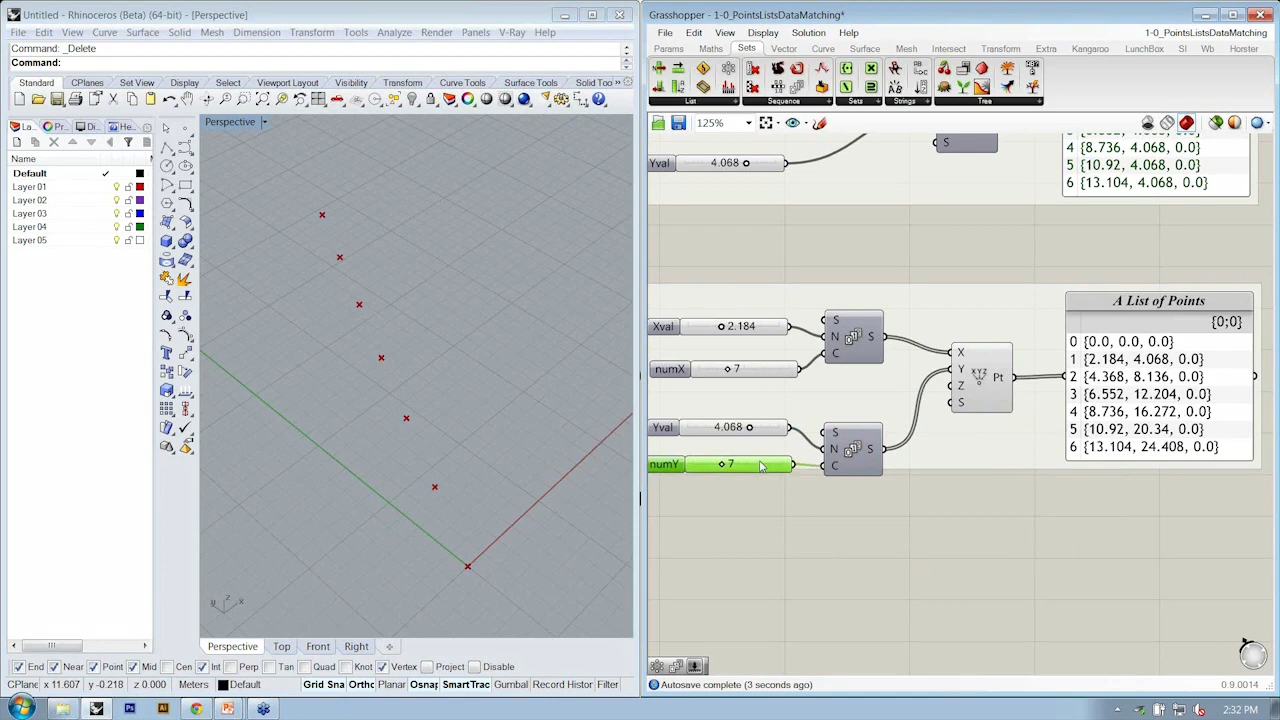 Untitled - Rhinoceros (Beta) (64-bit) - [Perspective]
File Edit View Curve Surface Solid Mesh Dimension Transform Tools Analyze Render Panels V-Ray Help
Command: _Delete
Command:
Standard CPlanes Set View Display Select Viewport Layout Visibility Transform Curve Tools Surface Tools Solid Too
La Pr Di He
Name
Default
Layer 01
Layer 02
Layer 03
Layer 04
Layer 05
Perspective
z
y x
Perspective Top Front Right
End Near Point Mid Cen Int Perp Tan Quad Knot Vertex Project Disable
CPlane x 11.607 y -0.218 z 0.000 Meters Default Grid Sna Ortho Planar Osnap SmartTrac Gumbal Record Histor Filter
Grasshopper - 1-0_PointsListsDataMatching*
File Edit View Display Solution Help
1-0_PointsListsDataMatching*
Params Maths Sets Vector Curve Surface Mesh Intersect Transform Extra Kangaroo LunchBox SI Wb Horster
List Sequence Sets Strings Tree
125%
Yval 4.068
S
4 {8.736, 4.068, 0.0}
5 {10.92, 4.068, 0.0}
6 {13.104, 4.068, 0.0}
Xval 2.184
numX 7
S
N S
C
Yval 4.068
numY 7
S
N S
C
X
Y
Z
S
XYZ
Pt
A List of Points
{0;0}
0 {0.0, 0.0, 0.0}
1 {2.184, 4.068, 0.0}
2 {4.368, 8.136, 0.0}
3 {6.552, 12.204, 0.0}
4 {8.736, 16.272, 0.0}
5 {10.92, 20.34, 0.0}
6 {13.104, 24.408, 0.0}
Autosave complete (3 seconds ago)
0.9.0014
2:32 PM